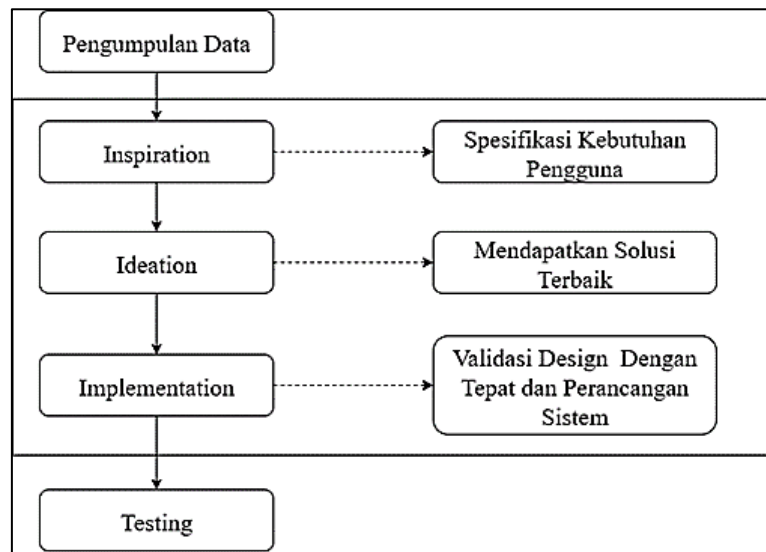 Pengumpulan Data
Inspiration
Spesifikasi Kebutuhan
Pengguna
Ideation
Mendapatkan Solusi
Terbaik
Implementation
Validasi Design Dengan
Tepat dan Perancangan
Sistem
Testing